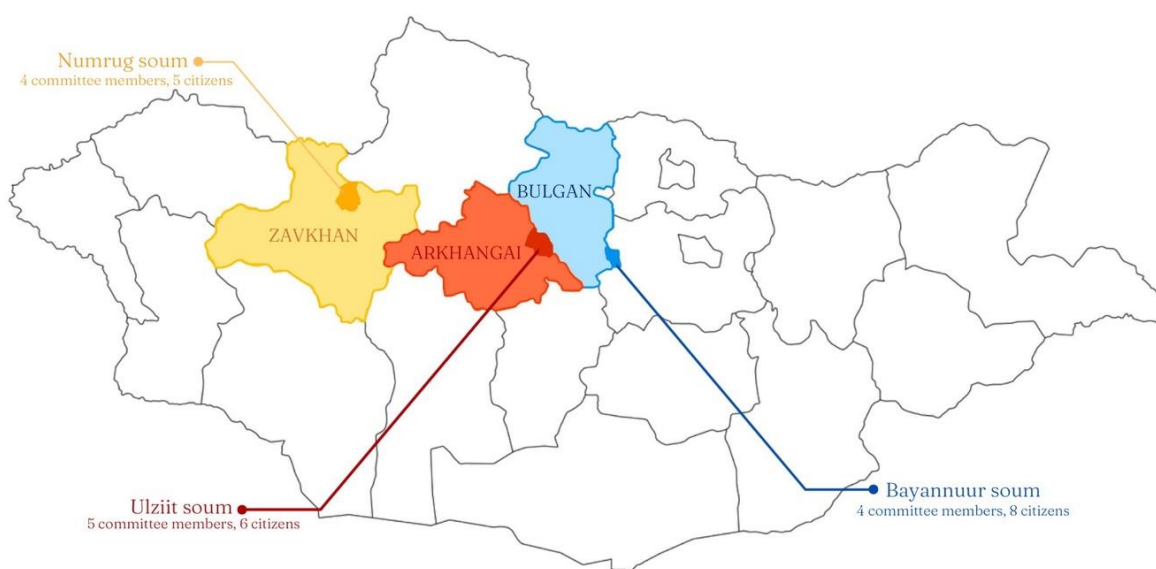 Numrug soum
4 committee members, 5 citizens
BULGAN
ZAVKHAN
ARKHANGAI
Ulziit soum
5 committee members, 6 citizens
Bayannuur soum
4 committee members, 8 citizens